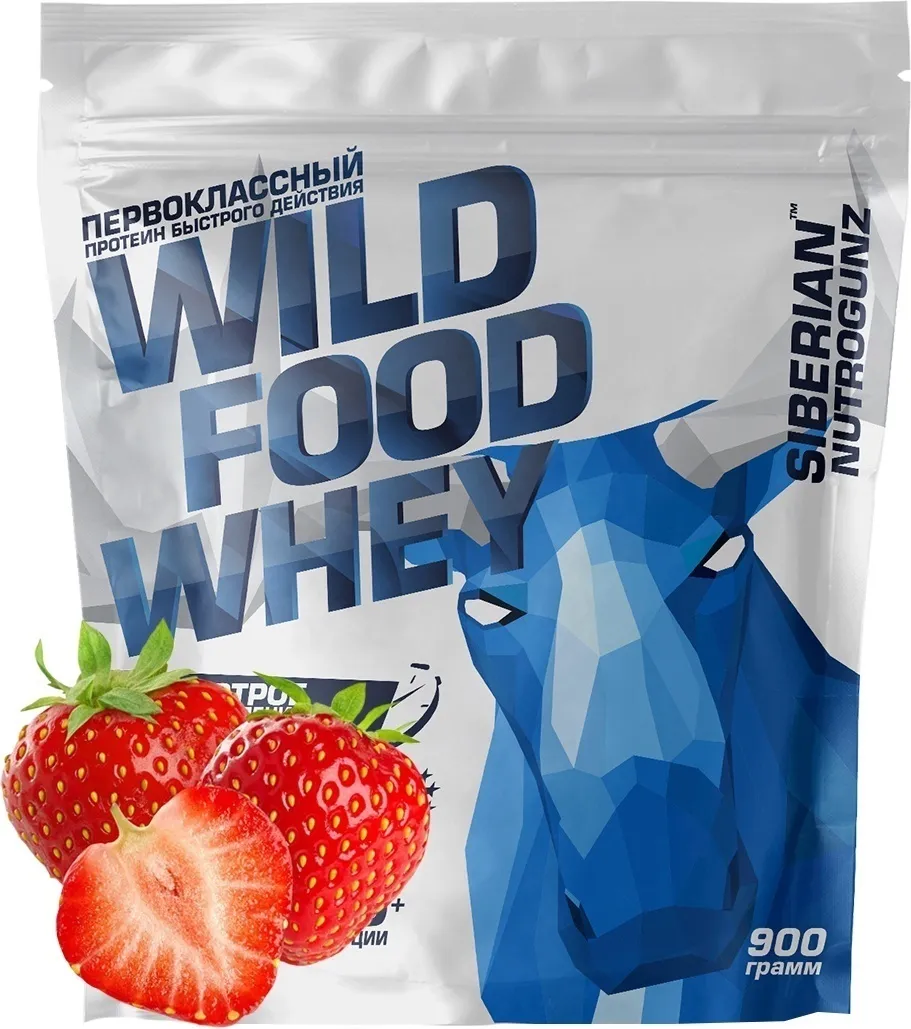 ПЕРВОКЛАССНЫЙ
ПРОТЕИН БЫСТРОГО ДЕЙСТВИЯ
WILD
FOOD
WHEY
SIBERIAN™
NUTROGUNZ
900
грамм